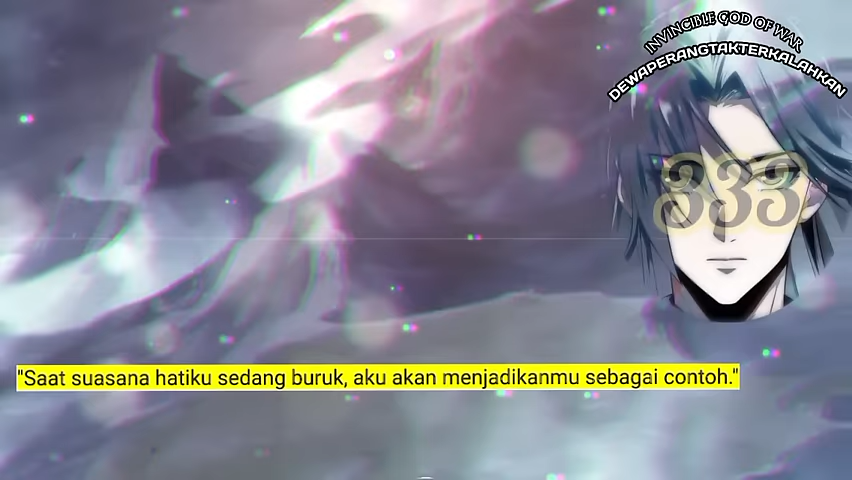 INVINCIBLE GOD OF WAR
DEWAPERANGTAKTERKALAHKAN
333
"Saat suasana hatiku sedang buruk, aku akan menjadikanmu sebagai contoh."